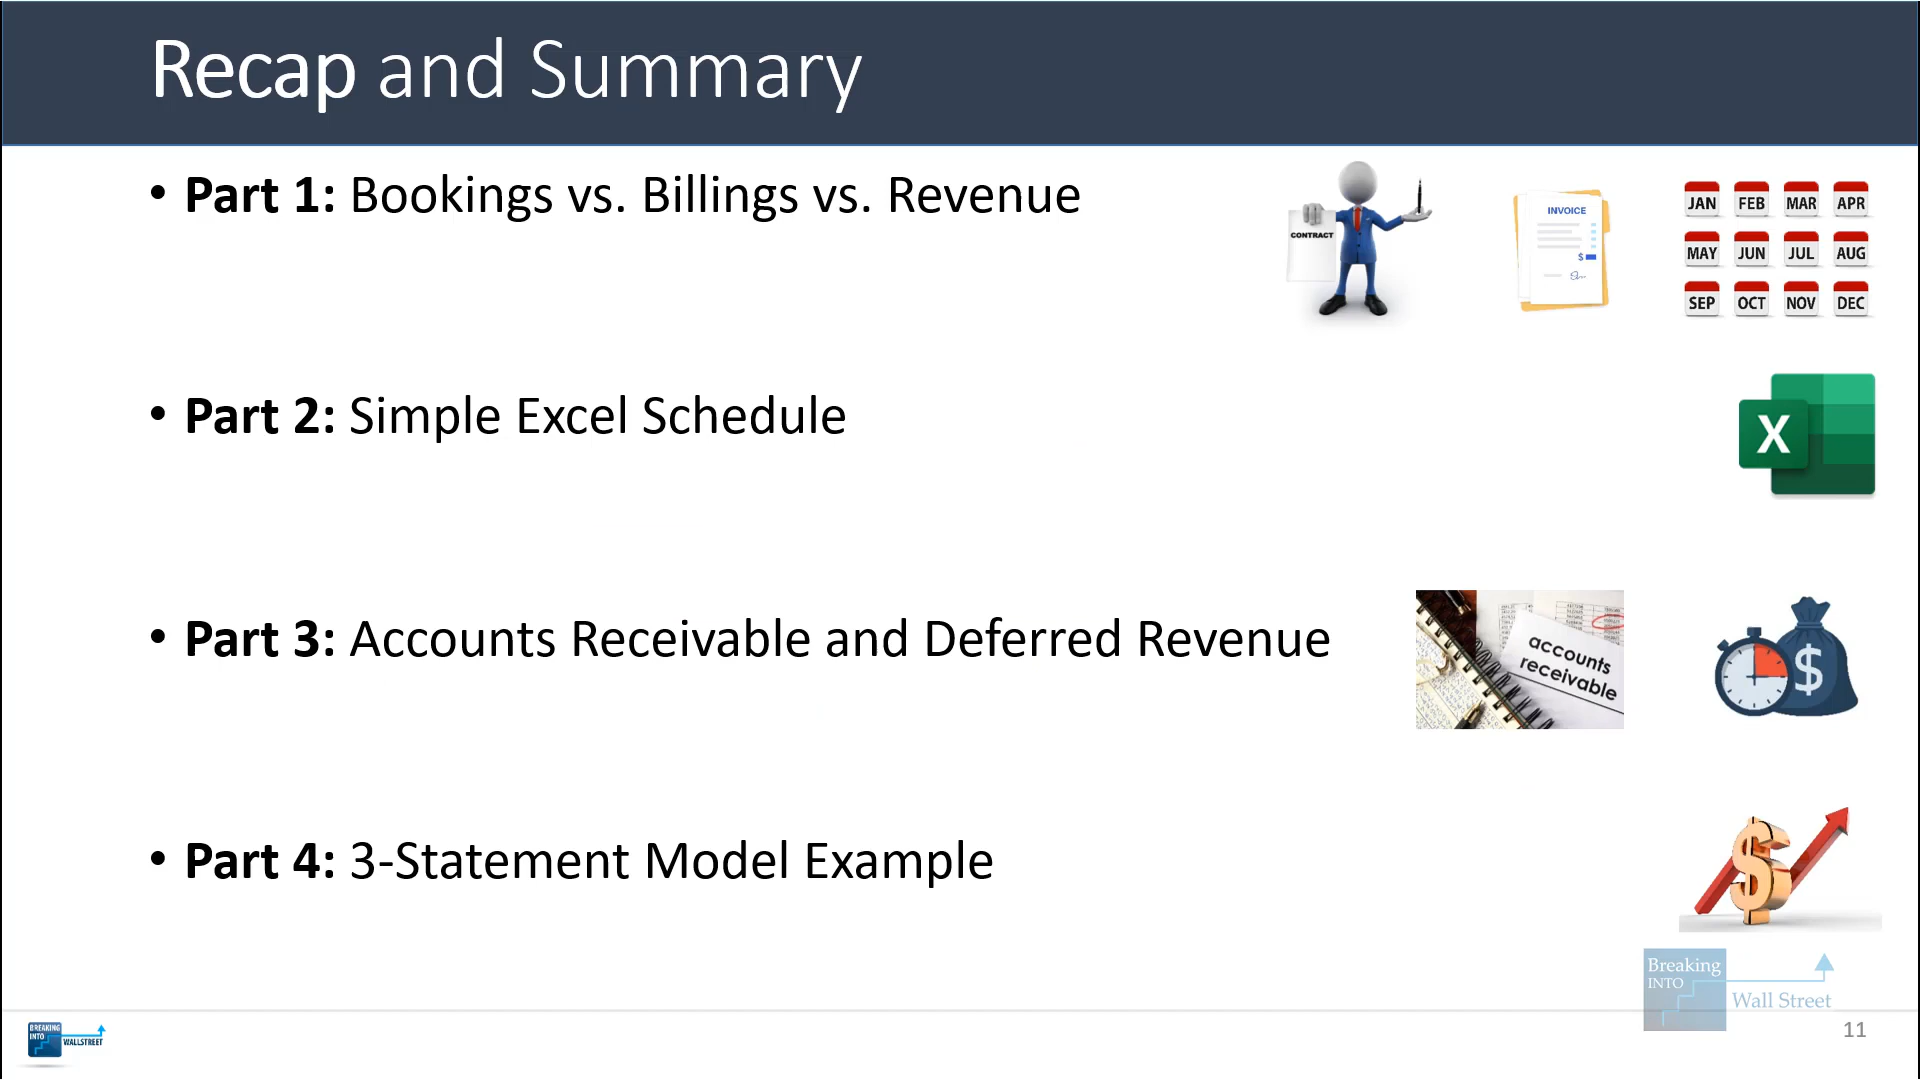 Recap and Summary
• Part 1: Bookings vs. Billings vs. Revenue
CONTRACT
INVOICE
$
JAN FEB MAR APR
MAY JUN JUL AUG
SEP OCT NOV DEC
• Part 2: Simple Excel Schedule
X
• Part 3: Accounts Receivable and Deferred Revenue
accounts
receivable
$
• Part 4: 3-Statement Model Example
$
Breaking
INTO
Wall Street
BREAKING
INTO
WALLSTREET
11